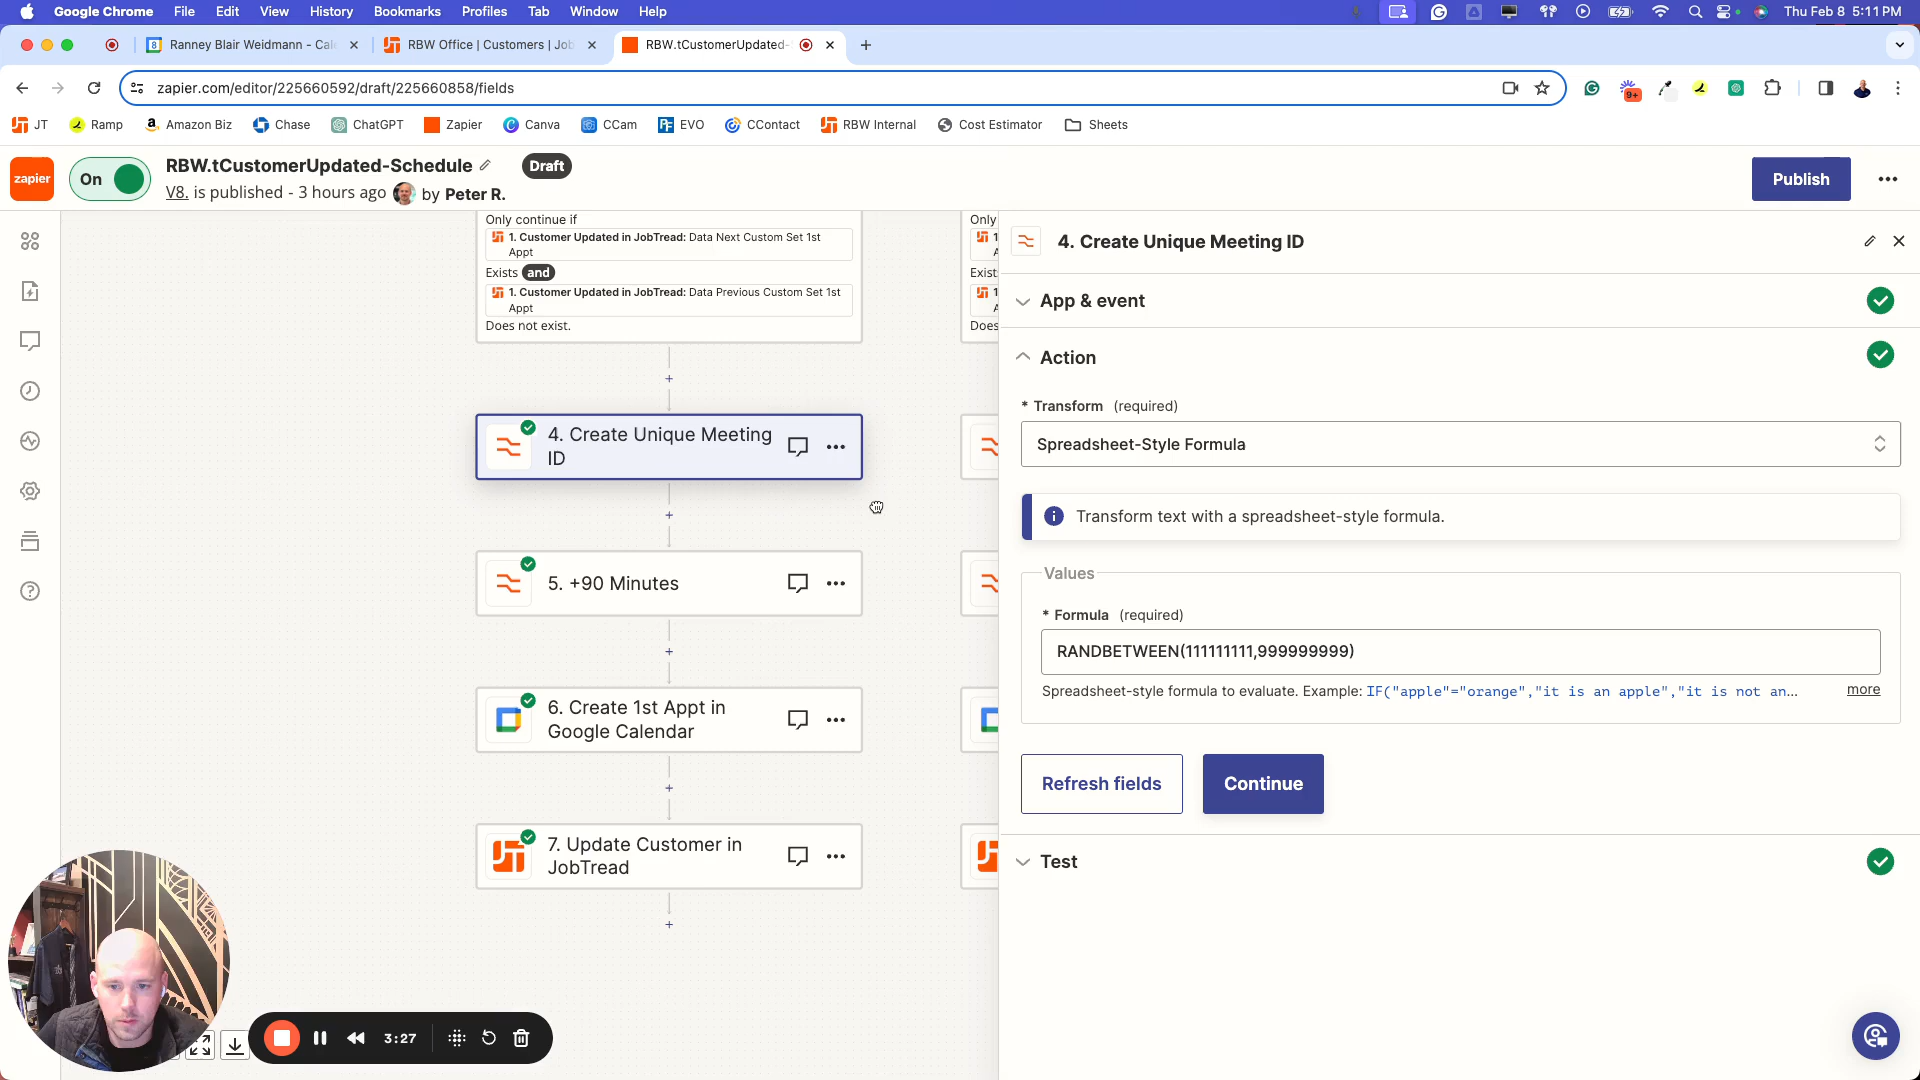 Google Chrome File Edit View History Bookmarks Profiles Tab Window Help
Thu Feb 8 5:11 PM
8 Ranney Blair Weidmann - Cal
RBW Office | Customers | Job
RBW.tCustomerUpdated-
zapier.com/editor/225660592/draft/225660858/fields
9+
JT Ramp Amazon Biz Chase ChatGPT Zapier Canva CCam EVO CContact RBW Internal Cost Estimator Sheets
zapier
On
RBW.tCustomerUpdated-Schedule
Draft
V8. is published - 3 hours ago by Peter R.
Publish
Only continue if
1. Customer Updated in JobTread: Data Next Custom Set 1st
Appt
Exists and
1. Customer Updated in JobTread: Data Previous Custom Set 1st
Appt
Does not exist.
Only
1
A
Exist
1
A
Does
4. Create Unique Meeting
ID
5. +90 Minutes
6. Create 1st Appt in
Google Calendar
7. Update Customer in
JobTread
4. Create Unique Meeting ID
App & event
Action
* Transform (required)
Spreadsheet-Style Formula
Transform text with a spreadsheet-style formula.
Values
* Formula (required)
RANDBETWEEN(111111111,999999999)
Spreadsheet-style formula to evaluate. Example: IF("apple"="orange","it is an apple","it is not an... more
Refresh fields
Continue
Test
3:27